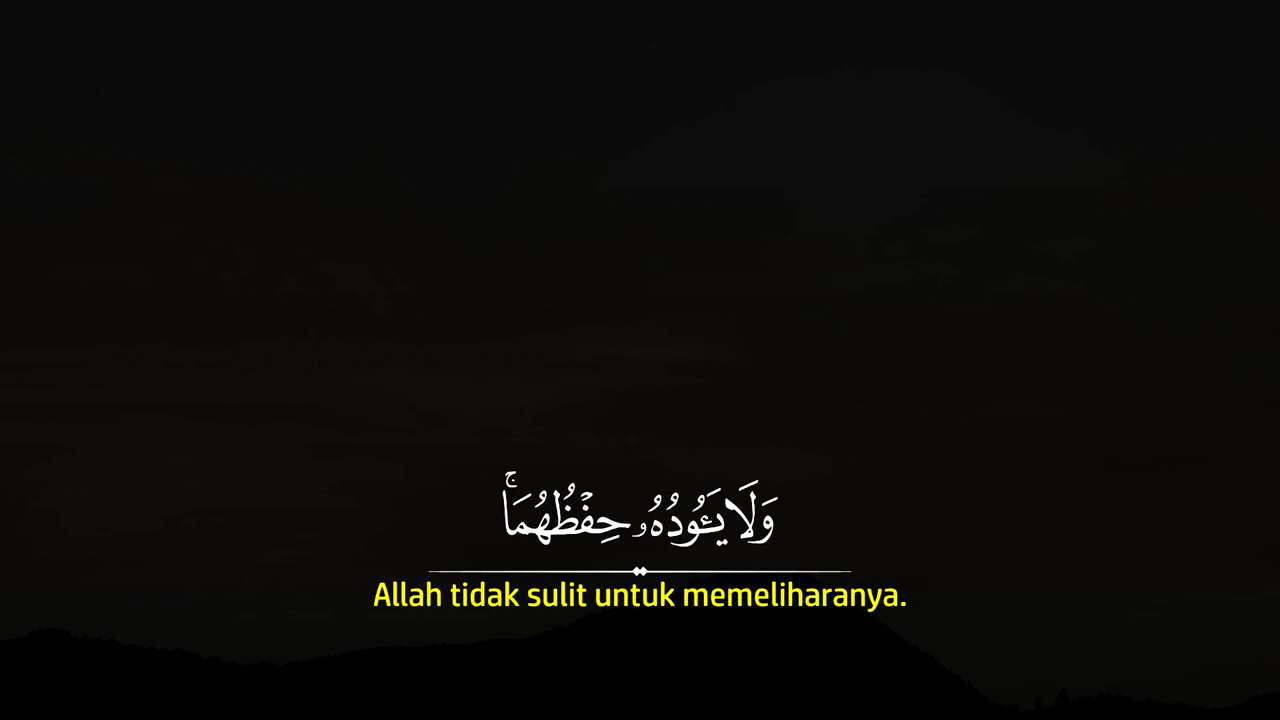 وَلَا يَـُٔودُهُۥ حِفْظُهُمَا ۚ
Allah tidak sulit untuk memeliharanya.